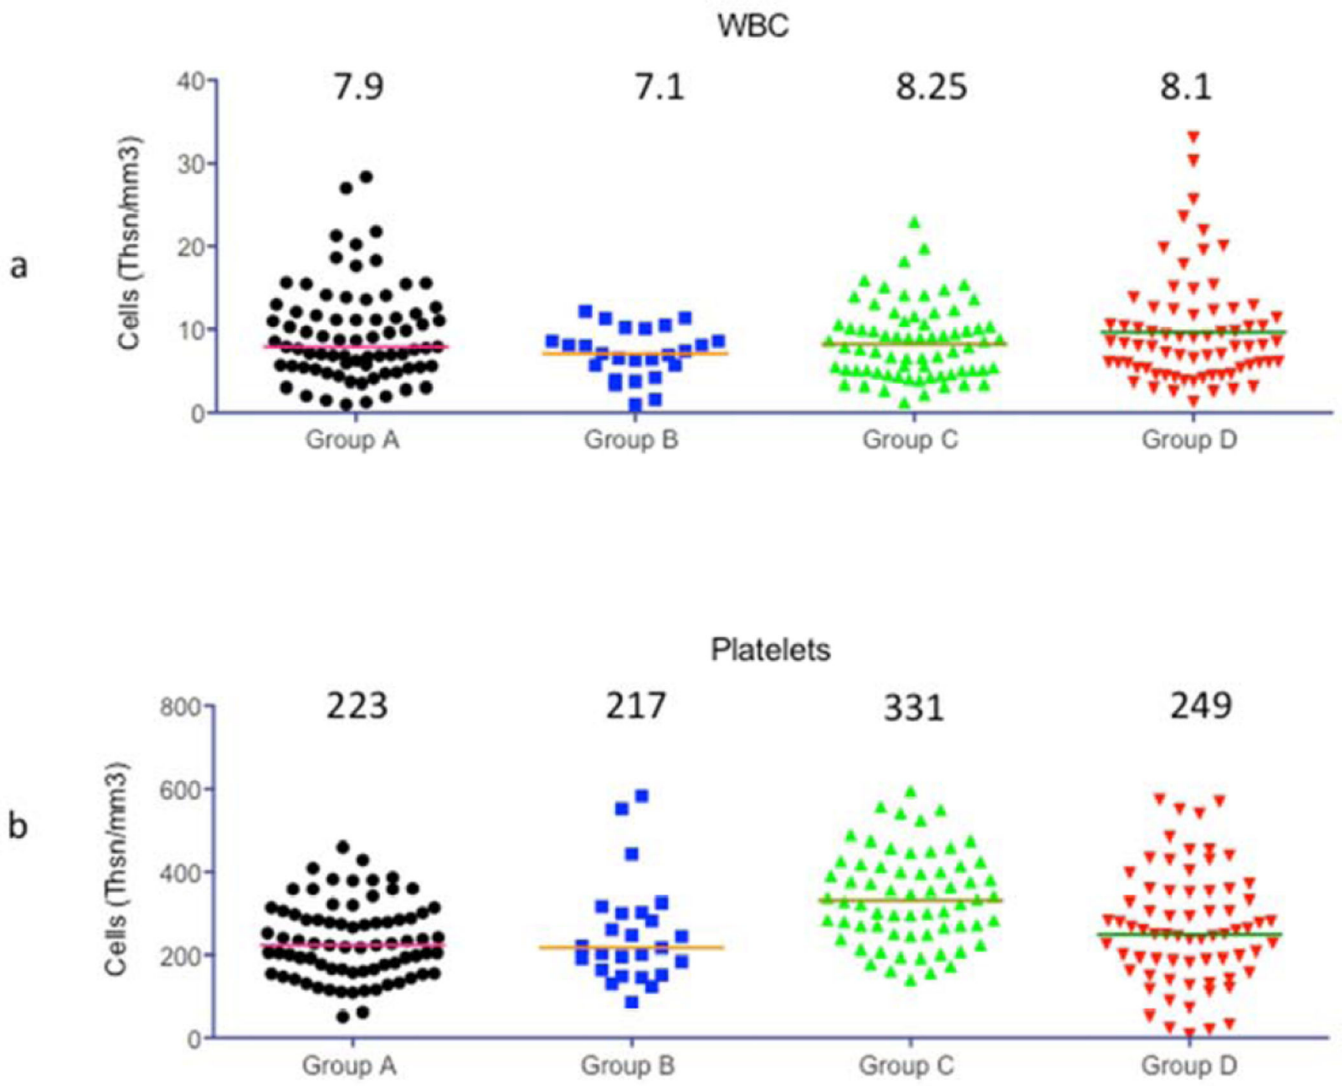 WBC
a
Cells (Thsn/mm3)
40
30
20
10
0
7.9 7.1 8.25 8.1
Group A Group B Group C Group D
Platelets
b
Cells (Thsn/mm3)
800
600
400
200
0
223 217 331 249
Group A Group B Group C Group D